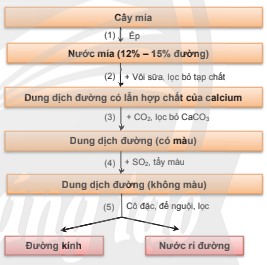 Cây mía
(1) Ép
Nước mía (12% – 15% đường)
(2) + Vôi sữa, lọc bỏ tạp chất
Dung dịch đường có lẫn hợp chất của calcium
(3) + CO₂, lọc bỏ CaCO₃
Dung dịch đường (có màu)
(4) + SO₂, tẩy màu
Dung dịch đường (không màu)
(5) Cô đặc, để nguội, lọc
Đường kính
Nước rỉ đường